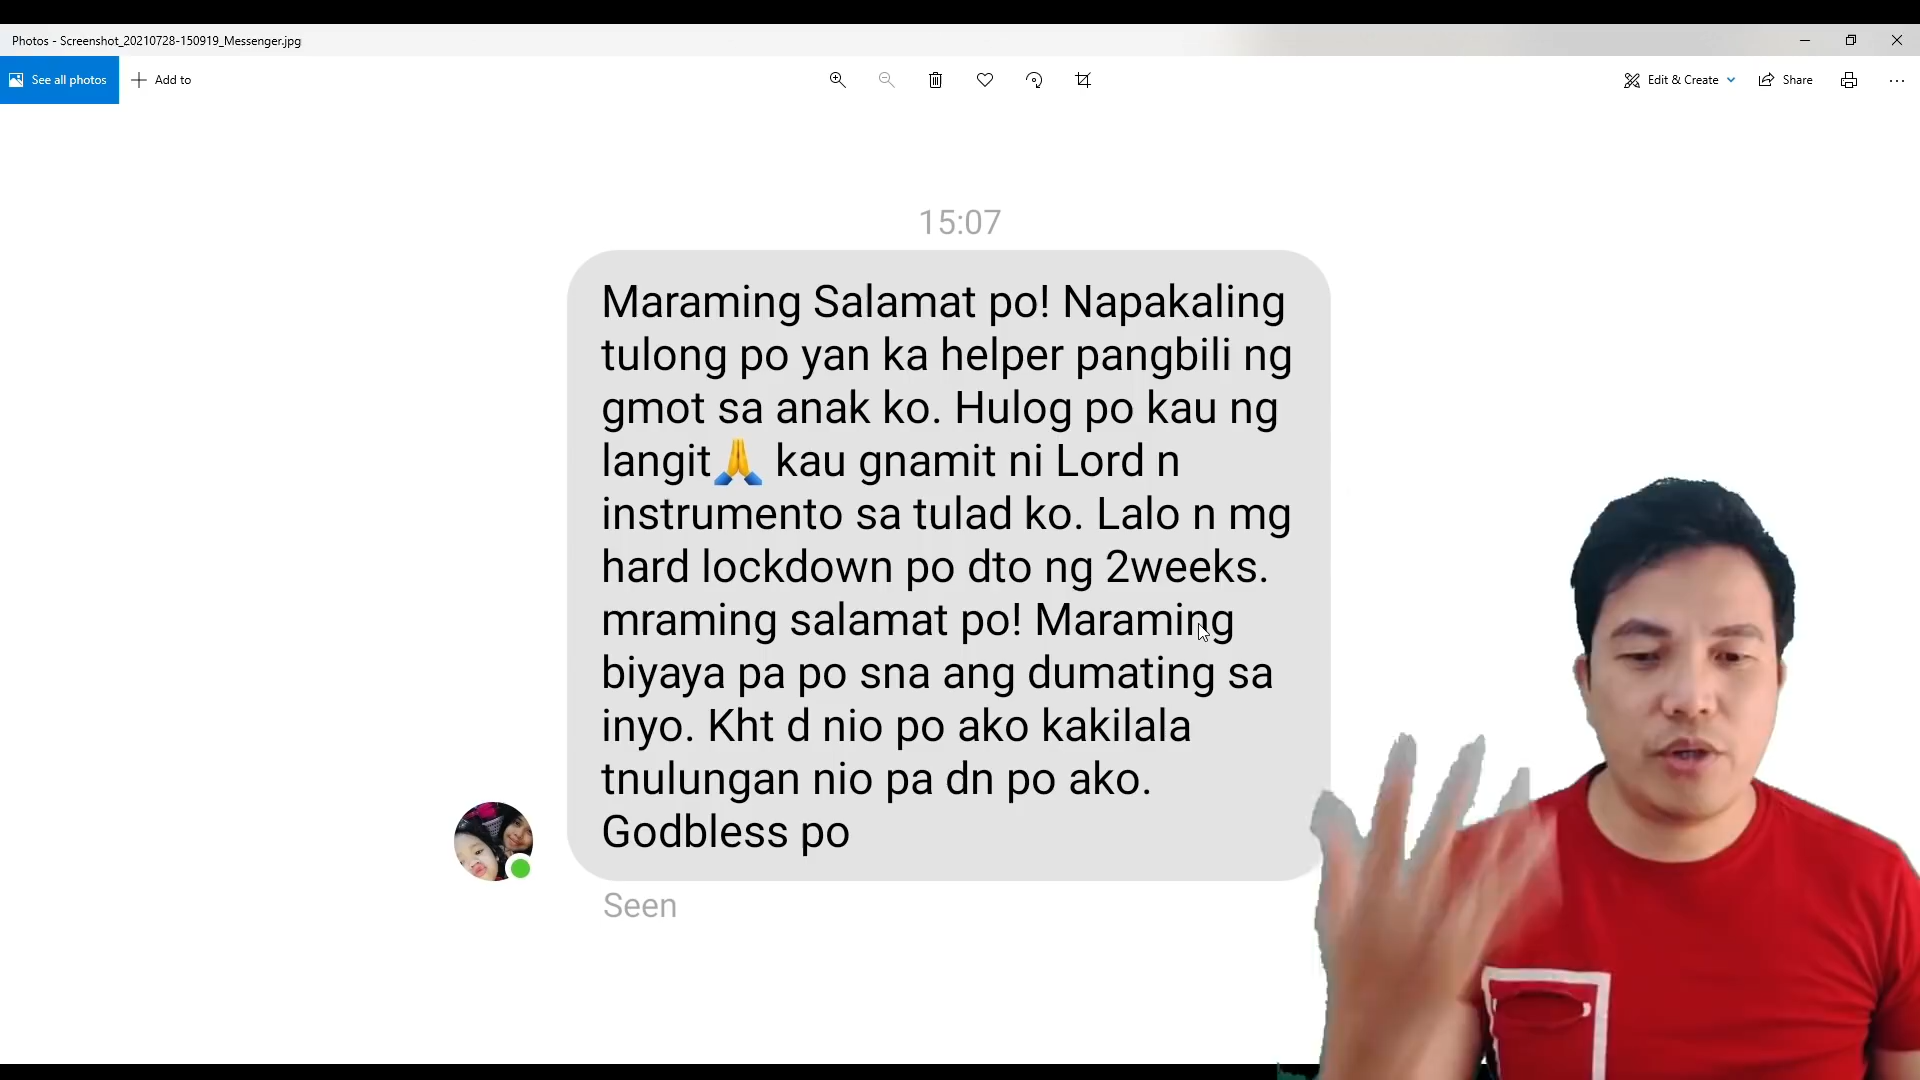 Photos - Screenshot_20210728-150919_Messenger.jpg
See all photos
Add to
Edit & Create
Share
15:07
Maraming Salamat po! Napakaling
tulong po yan ka helper pangbili ng
gmot sa anak ko. Hulog po kau ng
langit🙏 kau gnamit ni Lord n
instrumento sa tulad ko. Lalo n mg
hard lockdown po dto ng 2weeks.
mraming salamat po! Maraming
biyaya pa po sna ang dumating sa
inyo. Kht d nio po ako kakilala
tnulungan nio pa dn po ako.
Godbless po
Seen